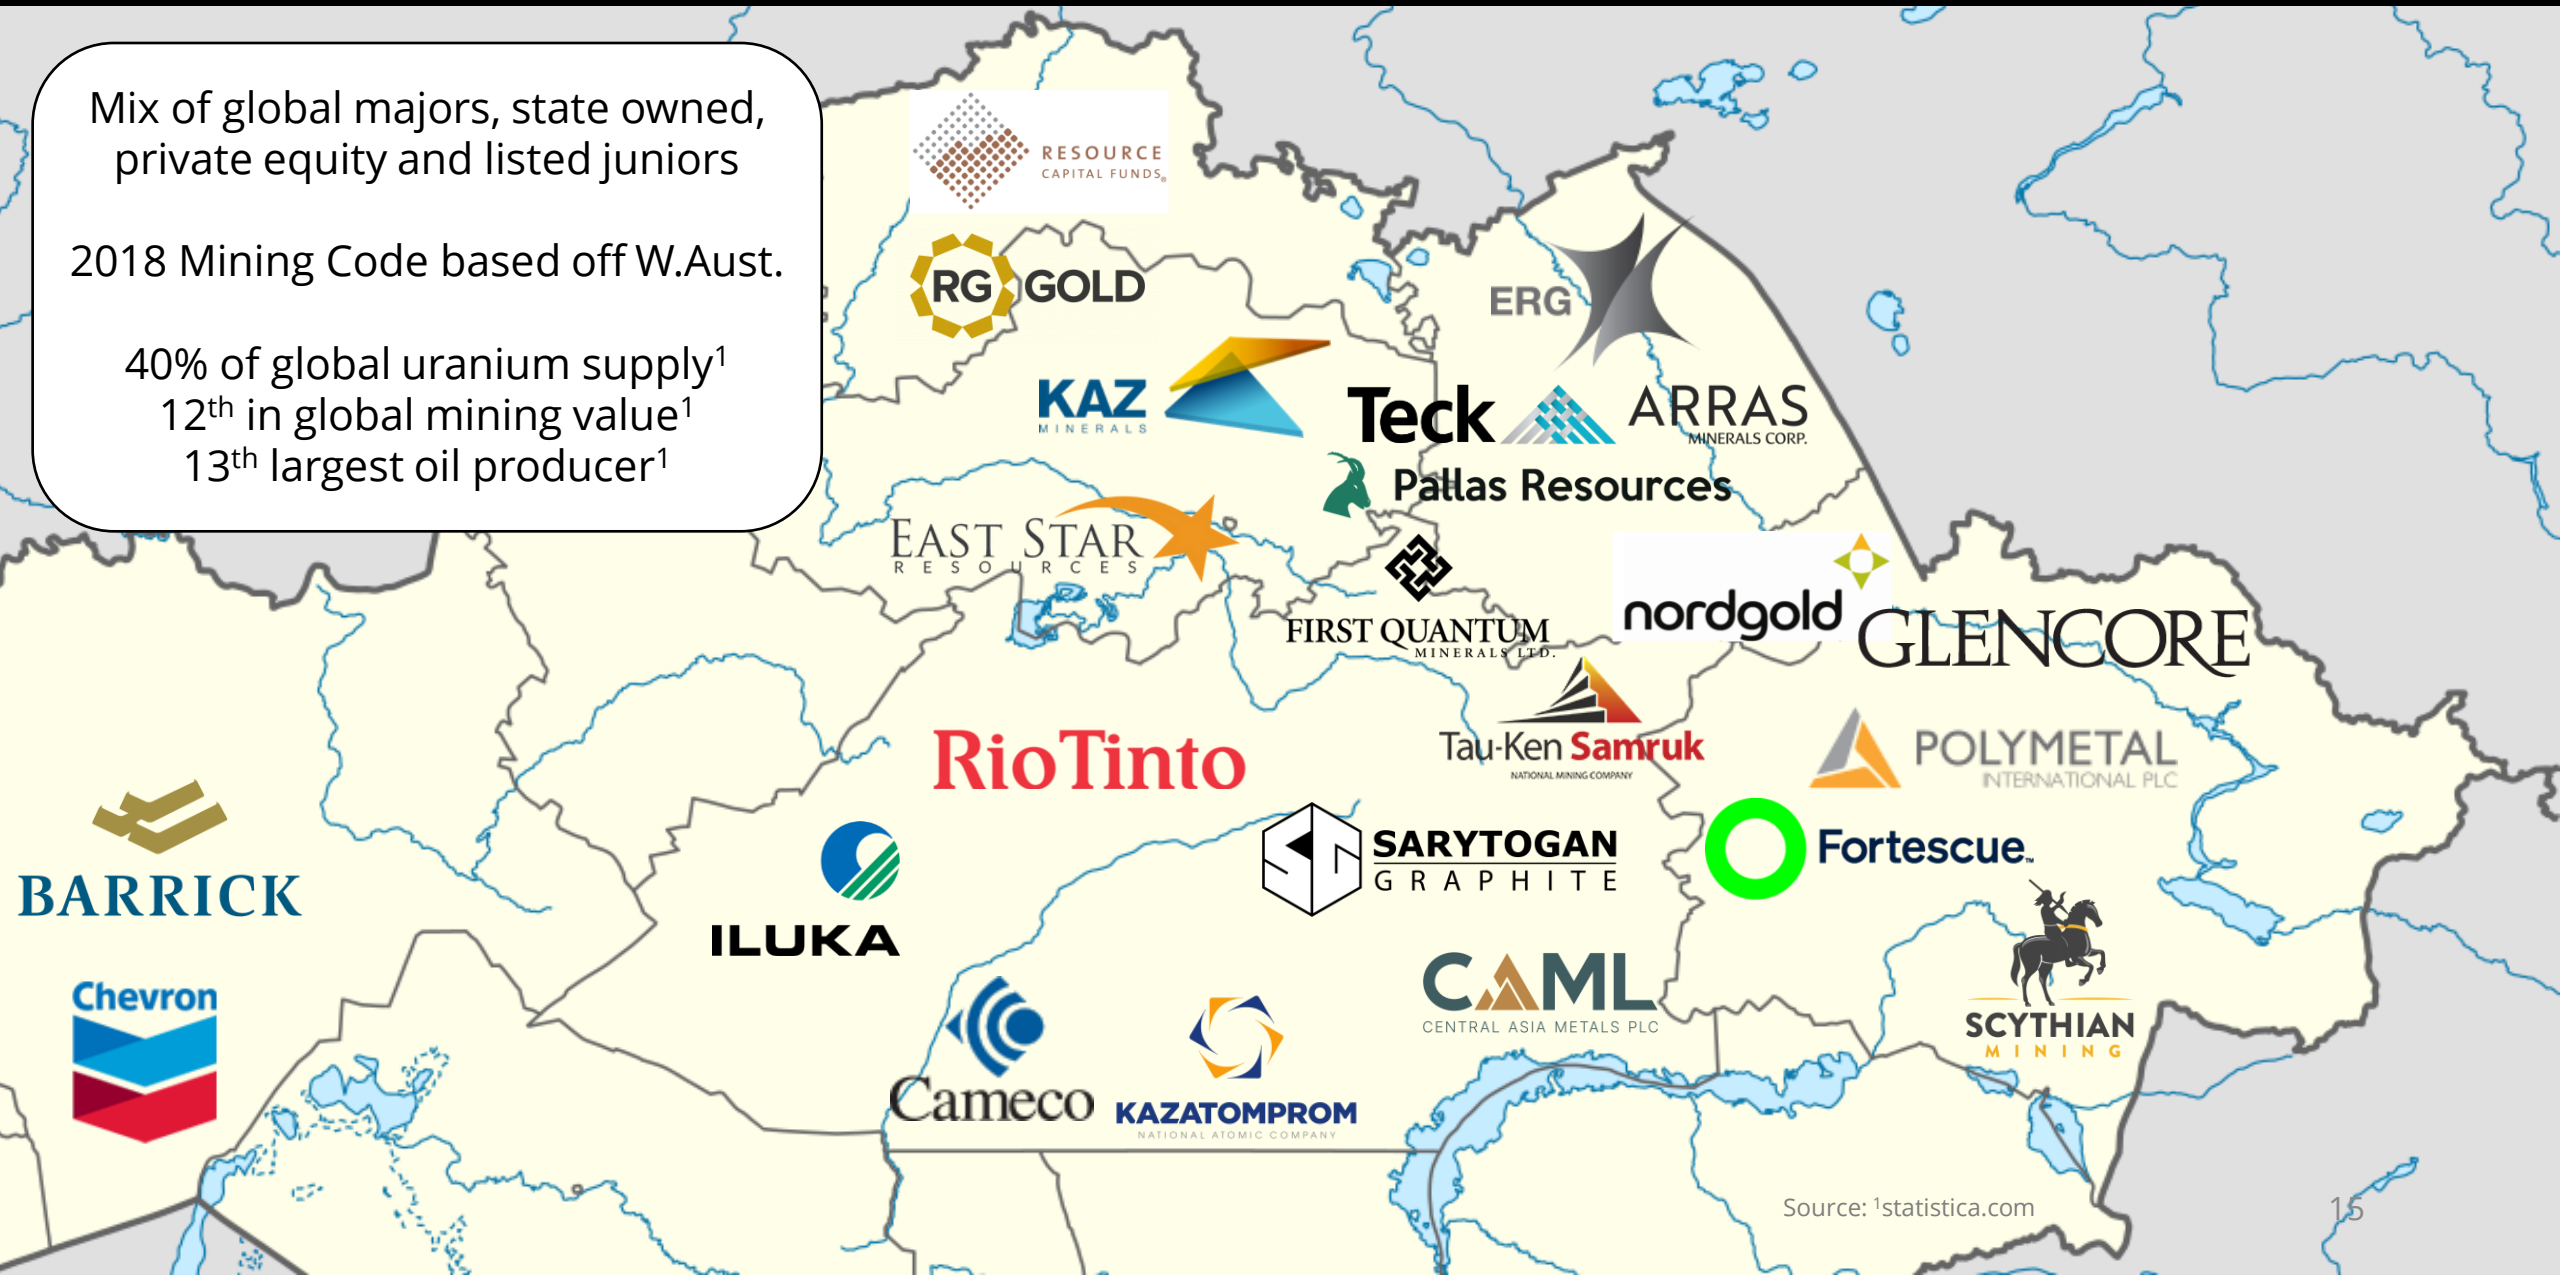 Mix of global majors, state owned,
private equity and listed juniors
2018 Mining Code based off W.Aust.
40% of global uranium supply¹
12th in global mining value¹
13th largest oil producer¹
RESOURCE
CAPITAL FUNDS®
RG GOLD
ERG
KAZ
MINERALS
Teck
ARRAS
MINERALS CORP.
Pallas Resources
EAST STAR
RESOURCES
FIRST QUANTUM
MINERALS LTD.
nordgold
GLENCORE
RioTinto
Tau-Ken Samruk
NATIONAL MINING COMPANY
POLYMETAL
INTERNATIONAL PLC
BARRICK
ILUKA
SARYTOGAN
GRAPHITE
Fortescue™
Chevron
Cameco
KAZATOMPROM
NATIONAL ATOMIC COMPANY
CAML
CENTRAL ASIA METALS PLC
SCYTHIAN
MINING
Source: ¹statistica.com
15